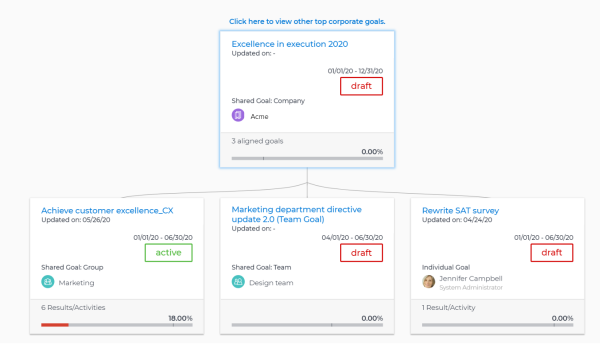 Click here to view other top corporate goals.
Excellence in execution 2020
Updated on: -
01/01/20 - 12/31/20
draft
Shared Goal: Company
Acme
3 aligned goals
0.00%
Achieve customer excellence_CX
Updated on: 05/26/20
01/01/20 - 06/30/20
active
Shared Goal: Group
Marketing
6 Results/Activities
18.00%
Marketing department directive
update 2.0 (Team Goal)
Updated on: -
04/01/20 - 06/30/20
draft
Shared Goal: Team
Design team
0.00%
Rewrite SAT survey
Updated on: 04/24/20
01/01/20 - 06/30/20
draft
Individual Goal
Jennifer Campbell
System Administrator
1 Result/Activity
0.00%